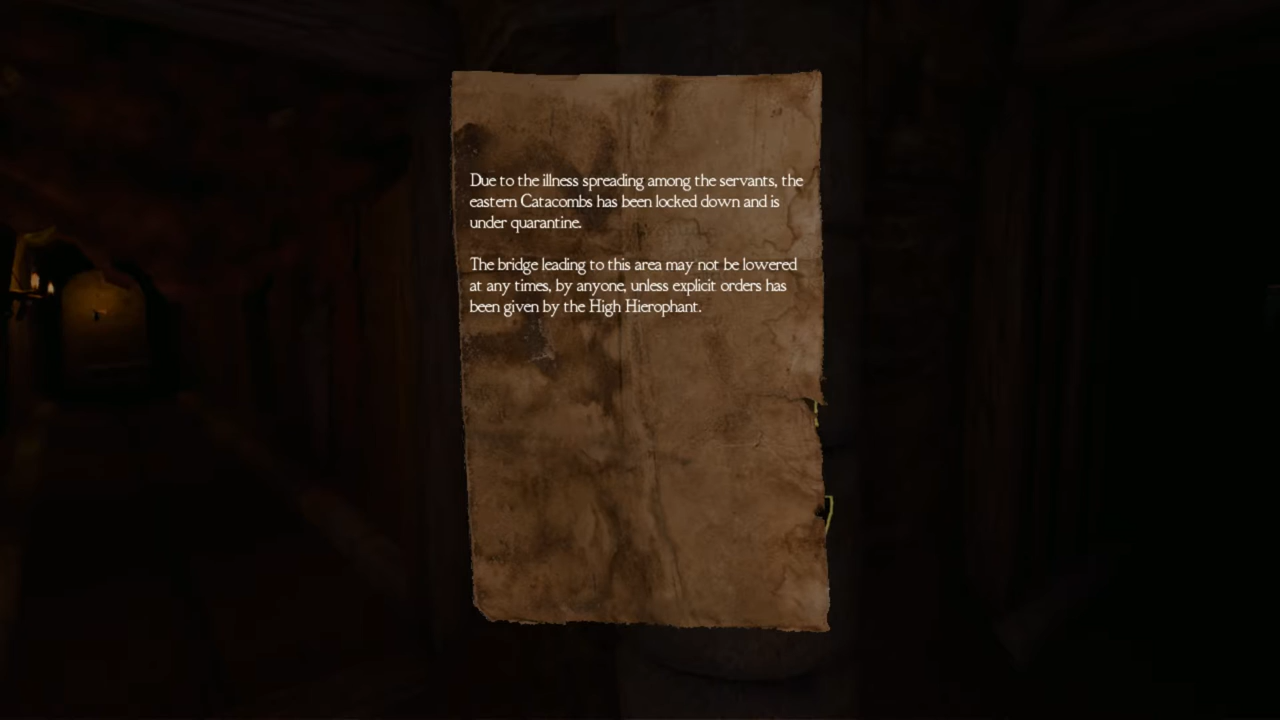 Due to the illness spreading among the servants, the
eastern Catacombs has been locked down and is
under quarantine.
The bridge leading to this area may not be lowered
at any times, by anyone, unless explicit orders has
been given by the High Hierophant.